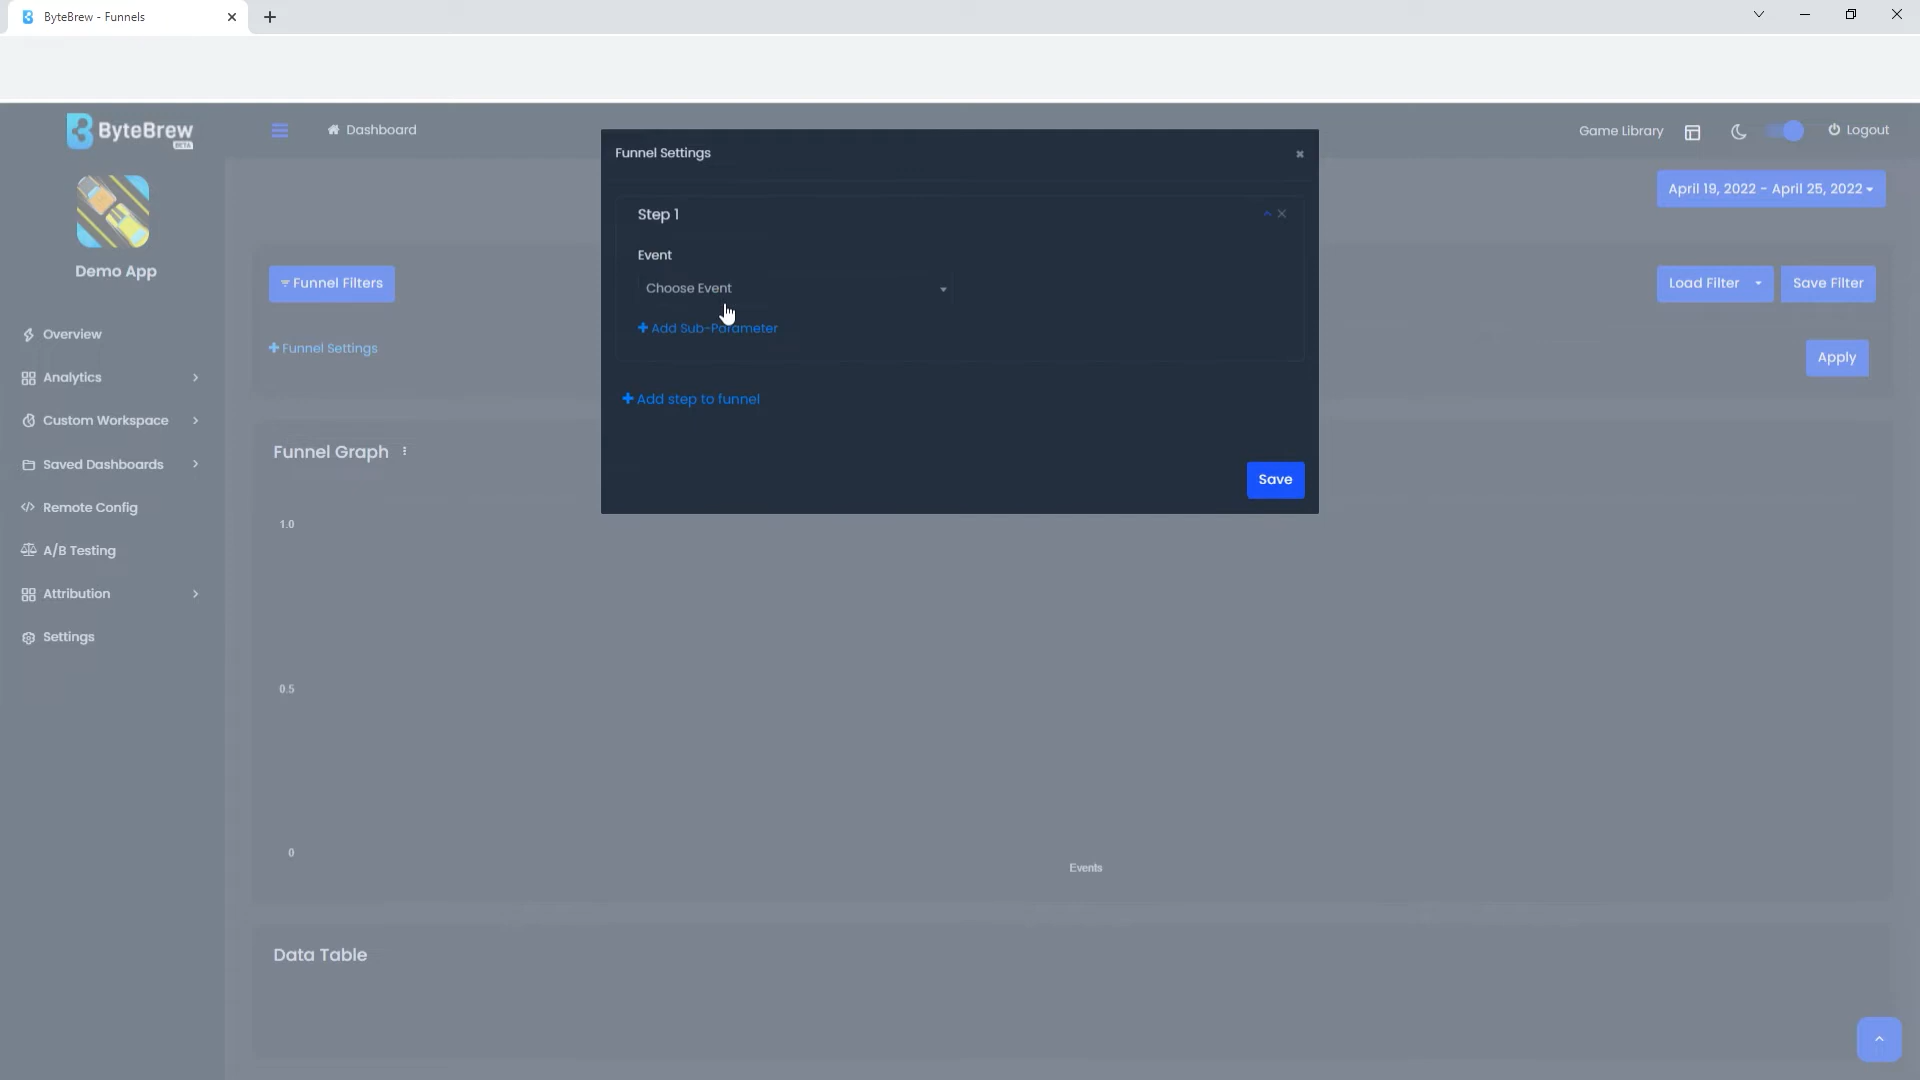 ByteBrew - Funnels
ByteBrew
BETA
Dashboard
Game Library
Logout
Demo App
April 19, 2022 - April 25, 2022
Funnel Filters
Load Filter
Save Filter
Funnel Settings
Apply
Overview
Analytics
Custom Workspace
Saved Dashboards
Remote Config
A/B Testing
Attribution
Settings
Funnel Settings
Step 1
Event
Choose Event
Add Sub-Parameter
Add step to funnel
Save
Funnel Graph
1.0
0.5
0
Events
Data Table